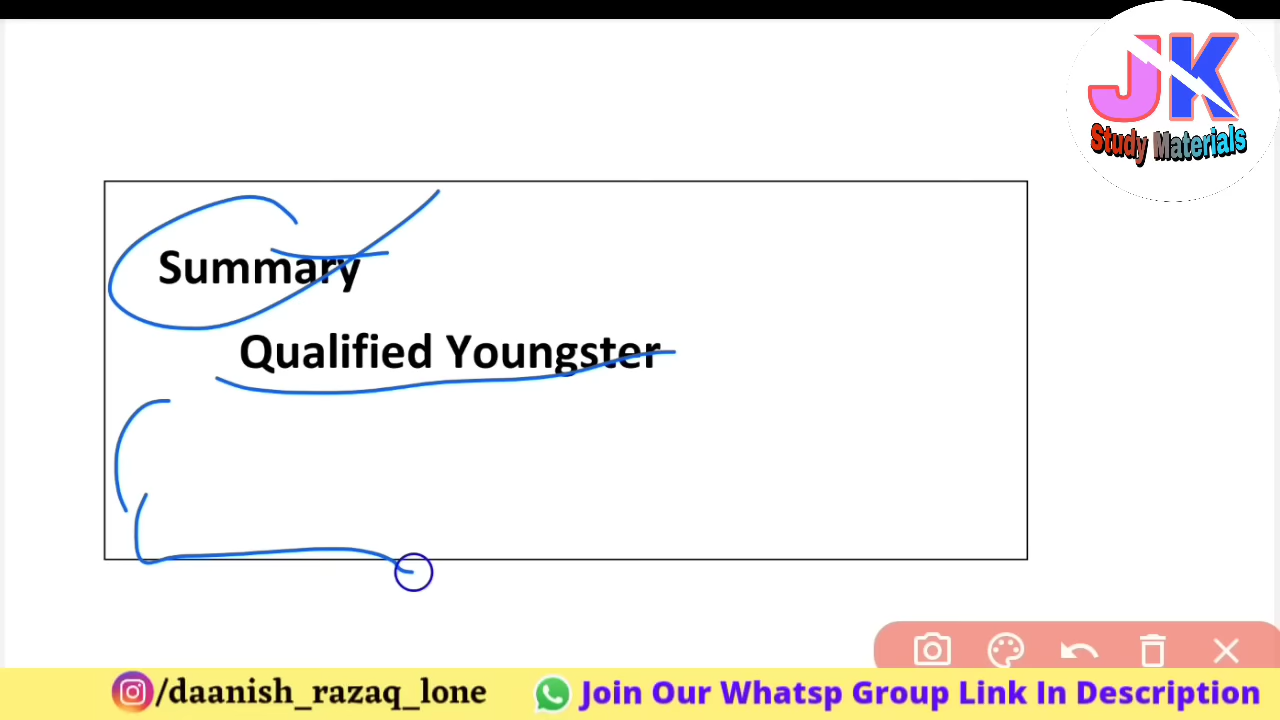 JK
Study Materials
Summary
Qualified Youngster
/daanish_razaq_lone
Join Our Whatsp Group Link In Description